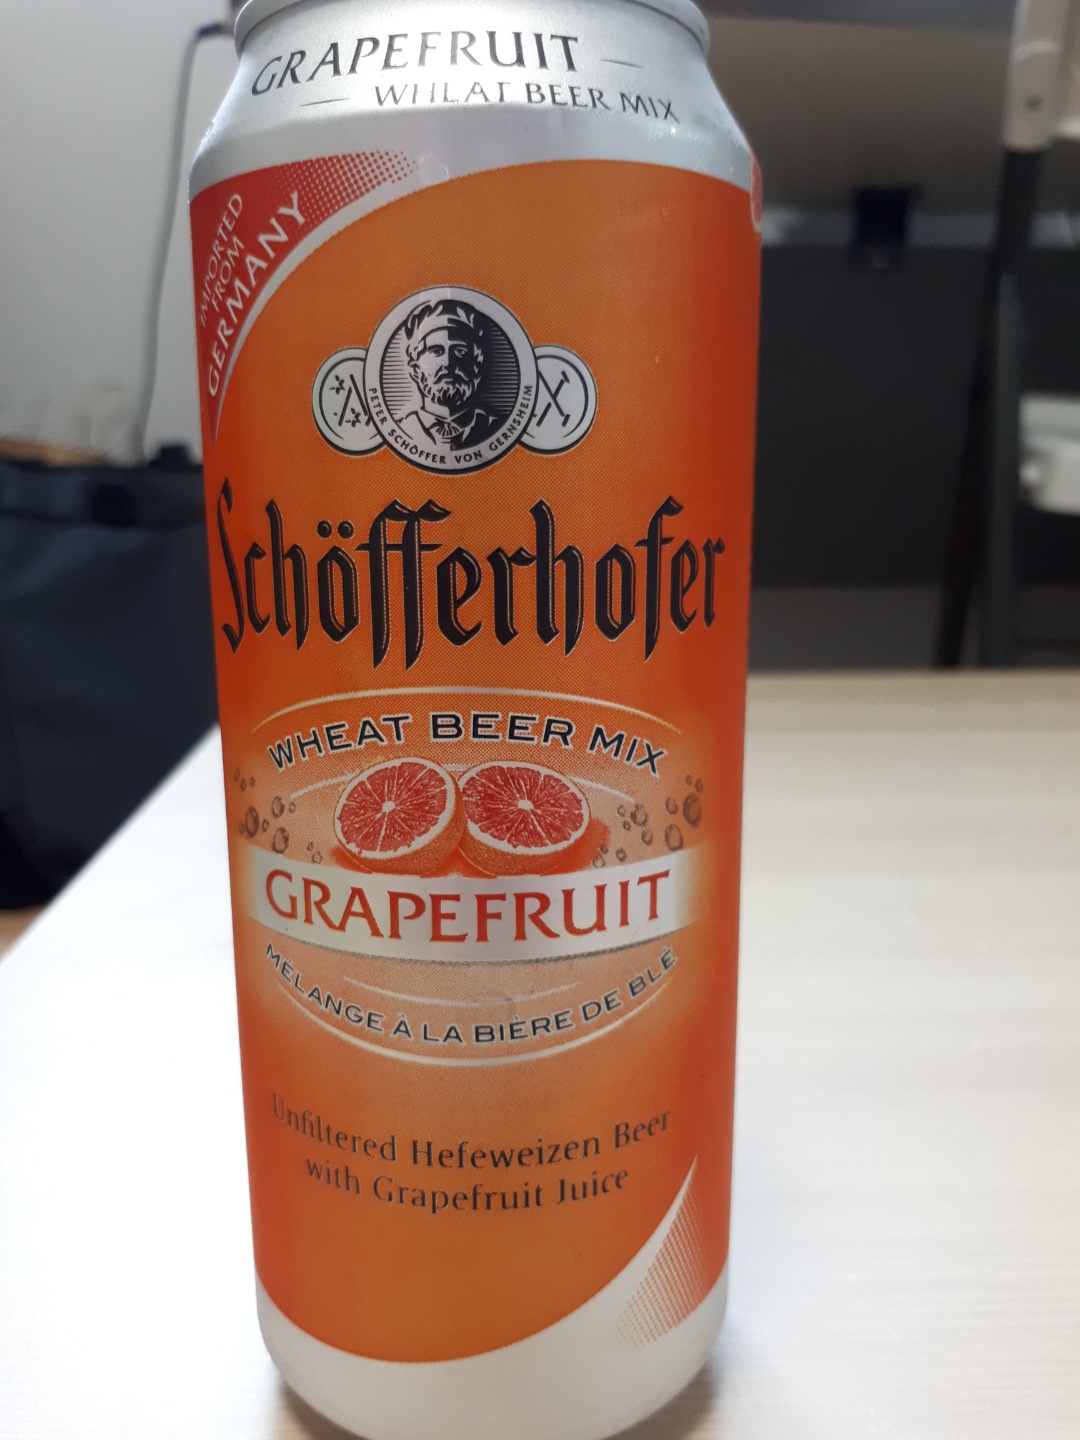 GRAPEFRUIT
WHEAT BEER MIX
IMPORTED
FROM
GERMANY
PETER SCHÖFFER VON GERNSHEIM
Schöfferhofer
WHEAT BEER MIX
GRAPEFRUIT
MÉLANGE À LA BIÈRE DE BLÉ
Unfiltered Hefeweizen Beer
with Grapefruit Juice